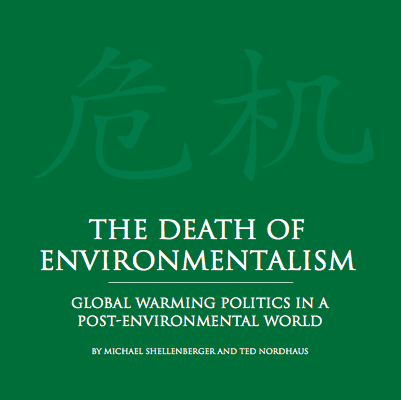 危机
THE DEATH OF
ENVIRONMENTALISM
GLOBAL WARMING POLITICS IN A
POST-ENVIRONMENTAL WORLD
BY MICHAEL SHELLENBERGER AND TED NORDHAUS